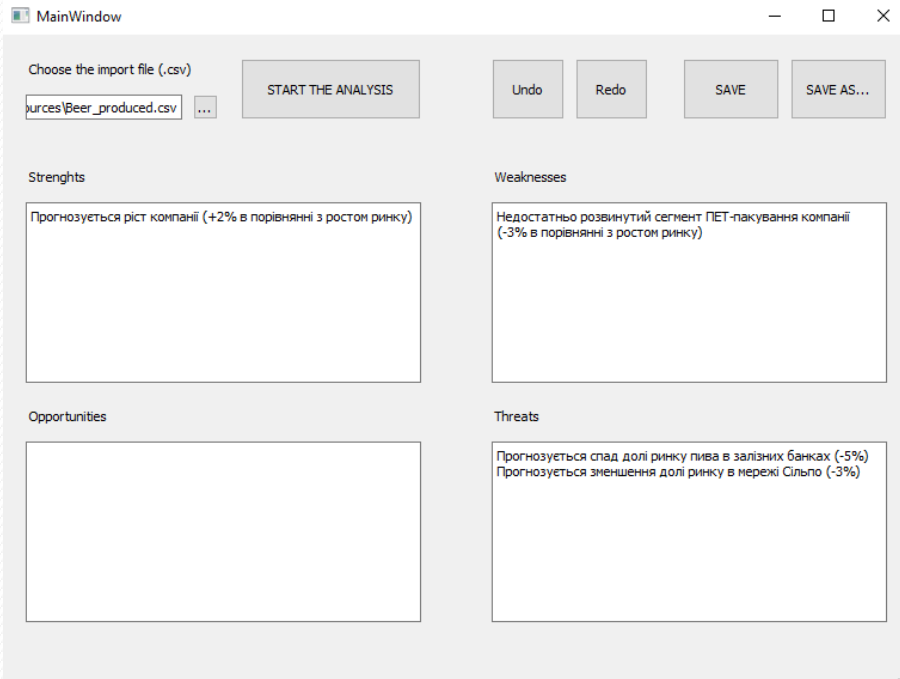 MainWindow
Choose the import file (.csv)
START THE ANALYSIS
Undo
Redo
SAVE
SAVE AS...
urces\Beer_produced.csv
...
Strenghts
Weaknesses
Прогнозується ріст компанії (+2% в порівнянні з ростом ринку)
Недостатньо розвинутий сегмент ПЕТ-пакування компанії
(-3% в порівнянні з ростом ринку)
Opportunities
Threats
Прогнозується спад долі ринку пива в залізних банках (-5%)
Прогнозується зменшення долі ринку в мережі Сільпо (-3%)